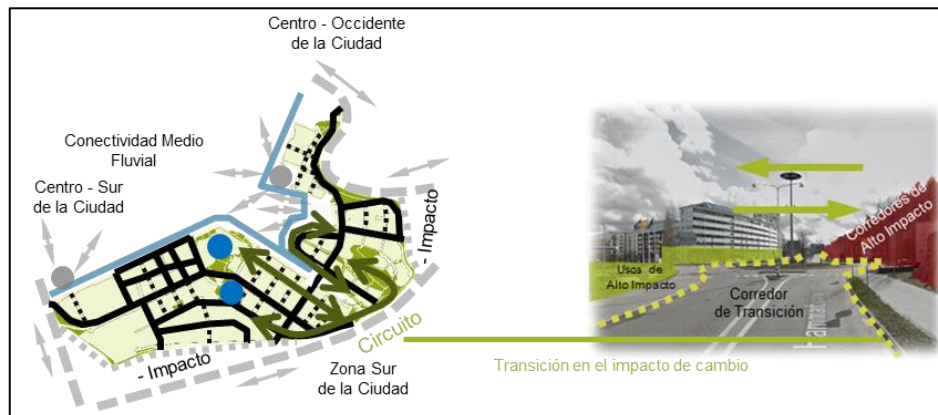 Centro - Occidente
de la Ciudad
Conectividad Medio
Fluvial
Centro - Sur
de la Ciudad
- Impacto
- Impacto
Circuito
Zona Sur
de la Ciudad
Usos de
Alto Impacto
Corredor
de Transición
Corredores de
Alto Impacto
Transición en el impacto de cambio